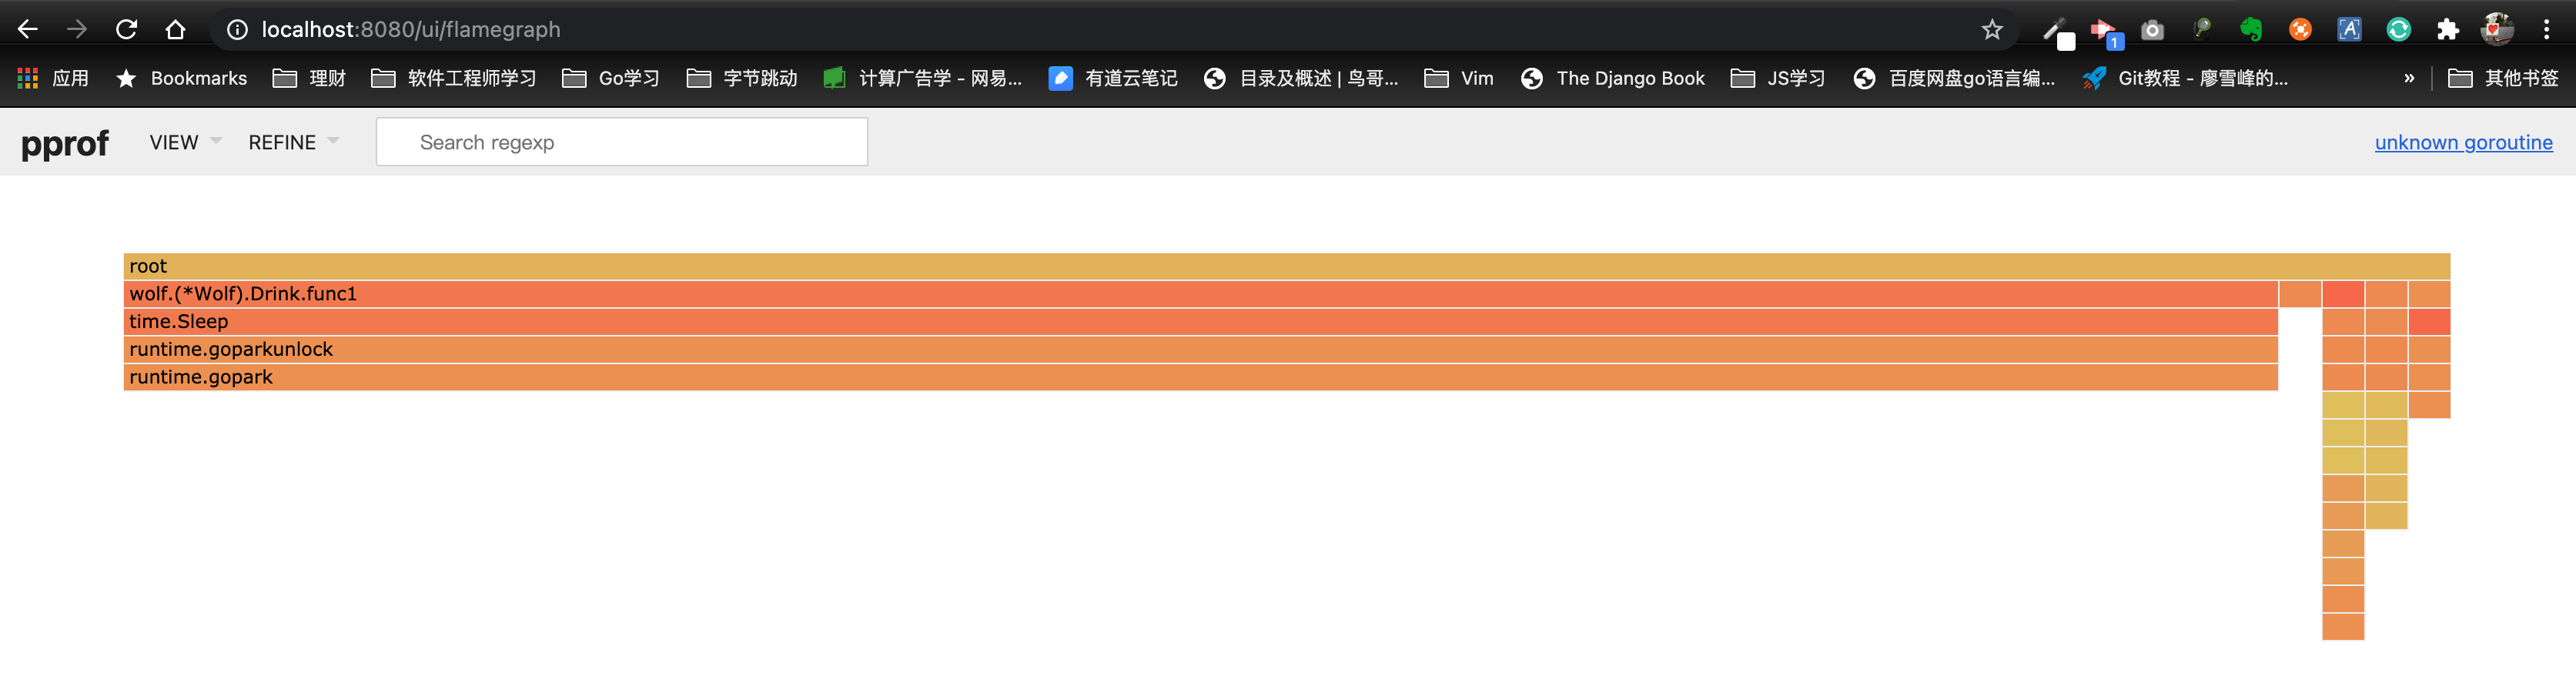 localhost:8080/ui/flamegraph
1
应用 Bookmarks 理财 软件工程师学习 Go学习 字节跳动 计算广告学 - 网易... 有道云笔记 目录及概述 | 鸟哥... Vim The Django Book JS学习 百度网盘go语言编... Git教程 - 廖雪峰的... » 其他书签
pprof VIEW REFINE Search regexp unknown goroutine
root
wolf.(*Wolf).Drink.func1
time.Sleep
runtime.goparkunlock
runtime.gopark